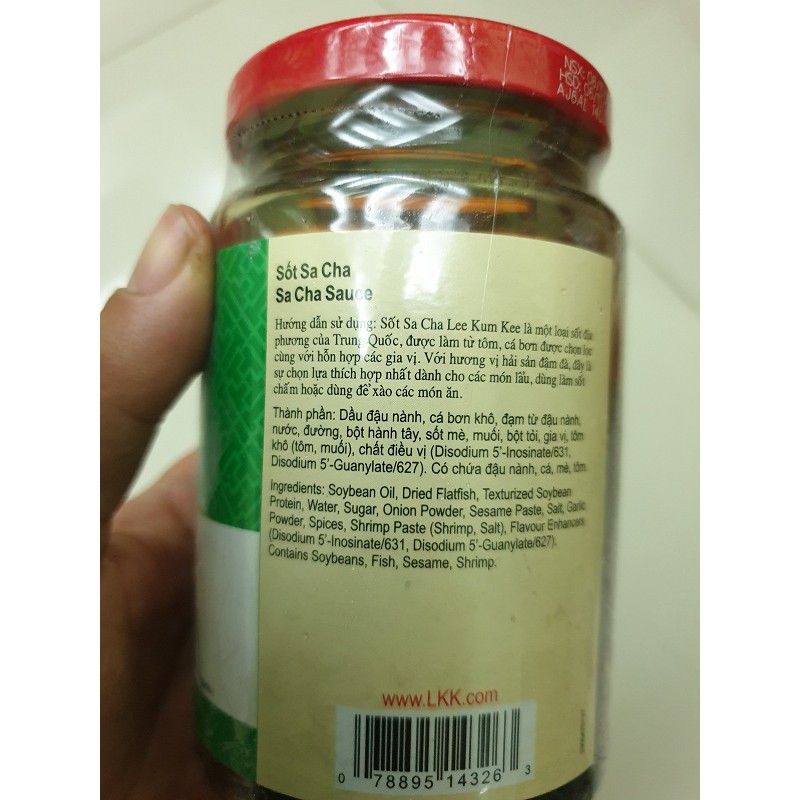 NSX: 08
HSD: 08
AJ6AL
Sốt Sa Cha
Sa Cha Sauce
Hướng dẫn sử dụng: Sốt Sa Cha Lee Kum Kee là một loại sốt địa
phương của Trung Quốc, được làm từ tôm, cá bơn được chọn lọc
cùng với hỗn hợp các gia vị. Với hương vị hải sản đậm đà, đây là
sự chọn lựa thích hợp nhất dành cho các món lẩu, dùng làm sốt
chấm hoặc dùng để xào các món ăn.
Thành phần: Dầu đậu nành, cá bơn khô, đạm từ đậu nành,
nước, đường, bột hành tây, sốt mè, muối, bột tỏi, gia vị, tôm
khô (tôm, muối), chất điều vị (Disodium 5'-Inosinate/631,
Disodium 5'-Guanylate/627). Có chứa đậu nành, cá, mè, tôm.
Ingredients: Soybean Oil, Dried Flatfish, Texturized Soybean
Protein, Water, Sugar, Onion Powder, Sesame Paste, Salt, Garlic
Powder, Spices, Shrimp Paste (Shrimp, Salt), Flavour Enhancers
(Disodium 5'-Inosinate/631, Disodium 5'-Guanylate/627).
Contains Soybeans, Fish, Sesame, Shrimp.
www.LKK.com
0 78895 14326 3